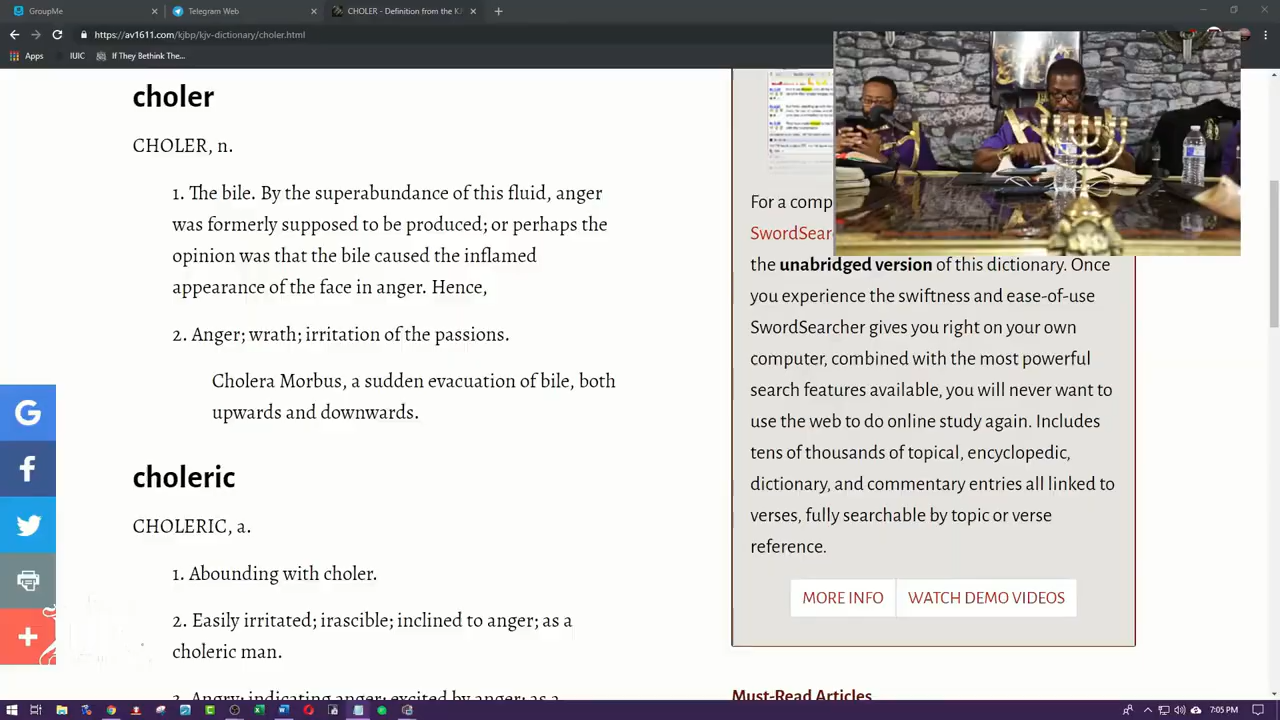 GroupMe
Telegram Web
CHOLER - Definition from the K
https://av1611.com/kjbp/kjv-dictionary/choler.html
Apps
IUIC
If They Bethink The...
choler
CHOLER, n.
1. The bile. By the superabundance of this fluid, anger
was formerly supposed to be produced; or perhaps the
opinion was that the bile caused the inflamed
appearance of the face in anger. Hence,
2. Anger; wrath; irritation of the passions.
Cholera Morbus, a sudden evacuation of bile, both
upwards and downwards.
choleric
CHOLERIC, a.
1. Abounding with choler.
2. Easily irritated; irascible; inclined to anger; as a
choleric man.
3. Angry; indicating anger; excited by anger; as a
For a comp
SwordSear
the unabridged version of this dictionary. Once
you experience the swiftness and ease-of-use
SwordSearcher gives you right on your own
computer, combined with the most powerful
search features available, you will never want to
use the web to do online study again. Includes
tens of thousands of topical, encyclopedic,
dictionary, and commentary entries all linked to
verses, fully searchable by topic or verse
reference.
MORE INFO
WATCH DEMO VIDEOS
Must-Read Articles
7:05 PM